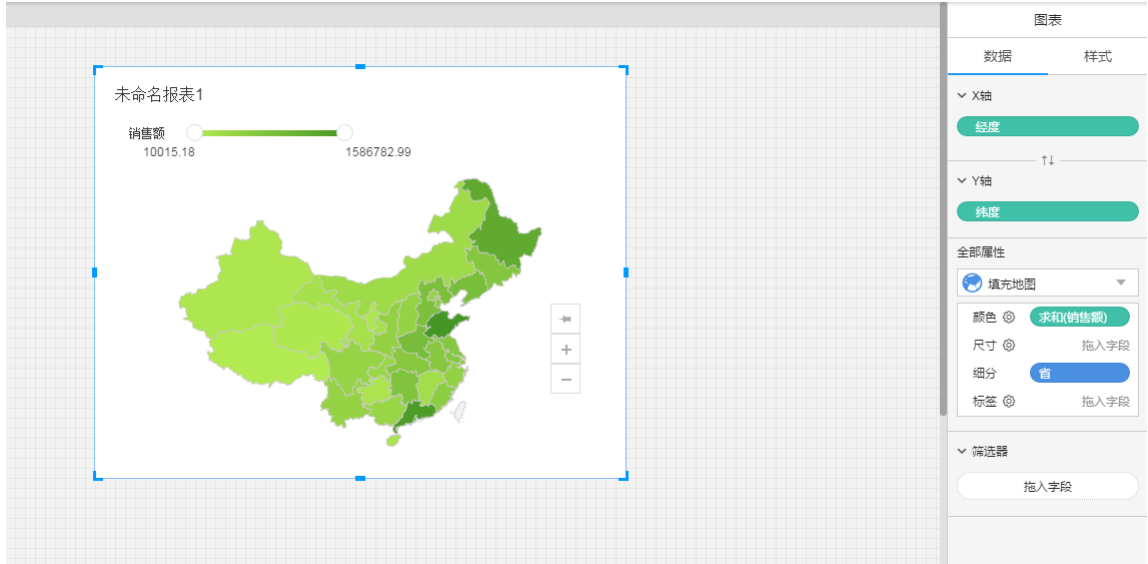 图表
数据 样式
X轴
经度
Y轴
纬度
全部属性
填充地图
颜色 求和(销售额)
尺寸 拖入字段
细分 省
标签 拖入字段
筛选器
拖入字段
未命名报表1
销售额
10015.18 1586782.99